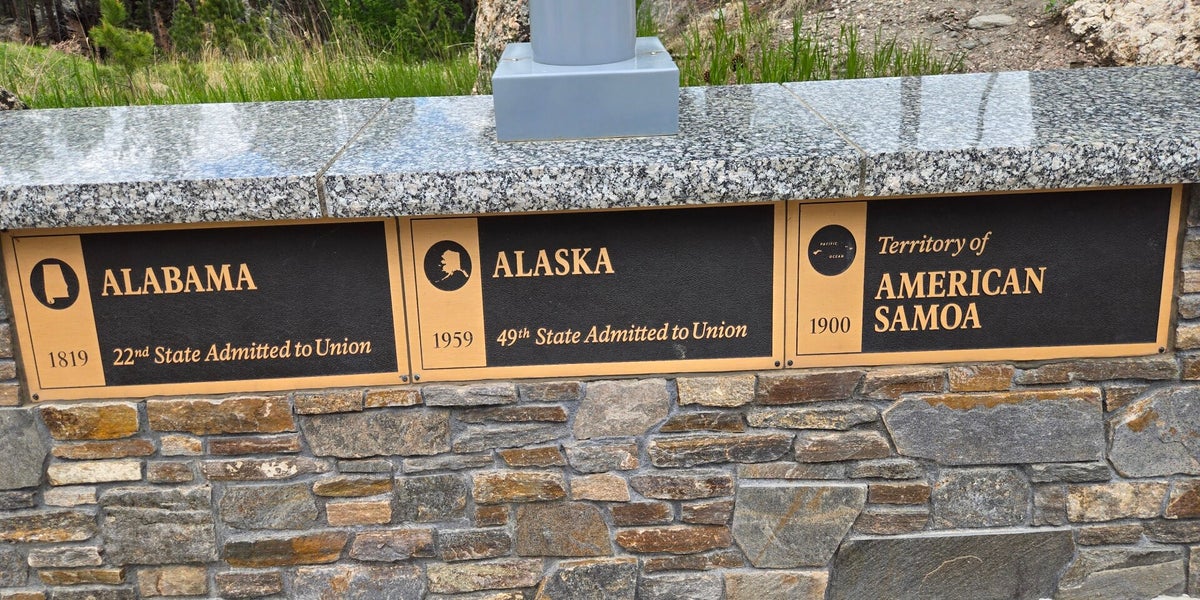 ALABAMA
1819
22nd State Admitted to Union
ALASKA
1959
49th State Admitted to Union
PACIFIC
OCEAN
Territory of
AMERICAN
SAMOA
1900